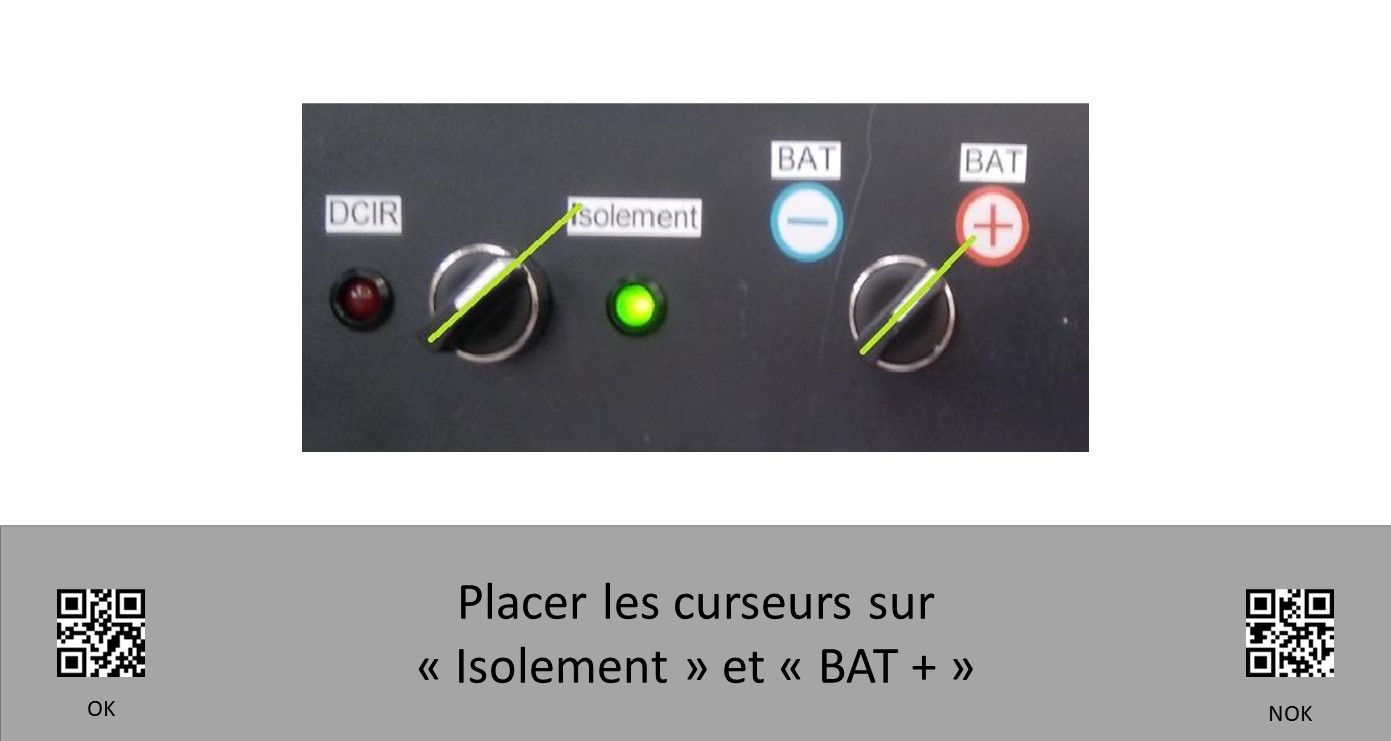 BAT
BAT
DCIR
Isolement
Placer les curseurs sur
« Isolement » et « BAT + »
OK
NOK